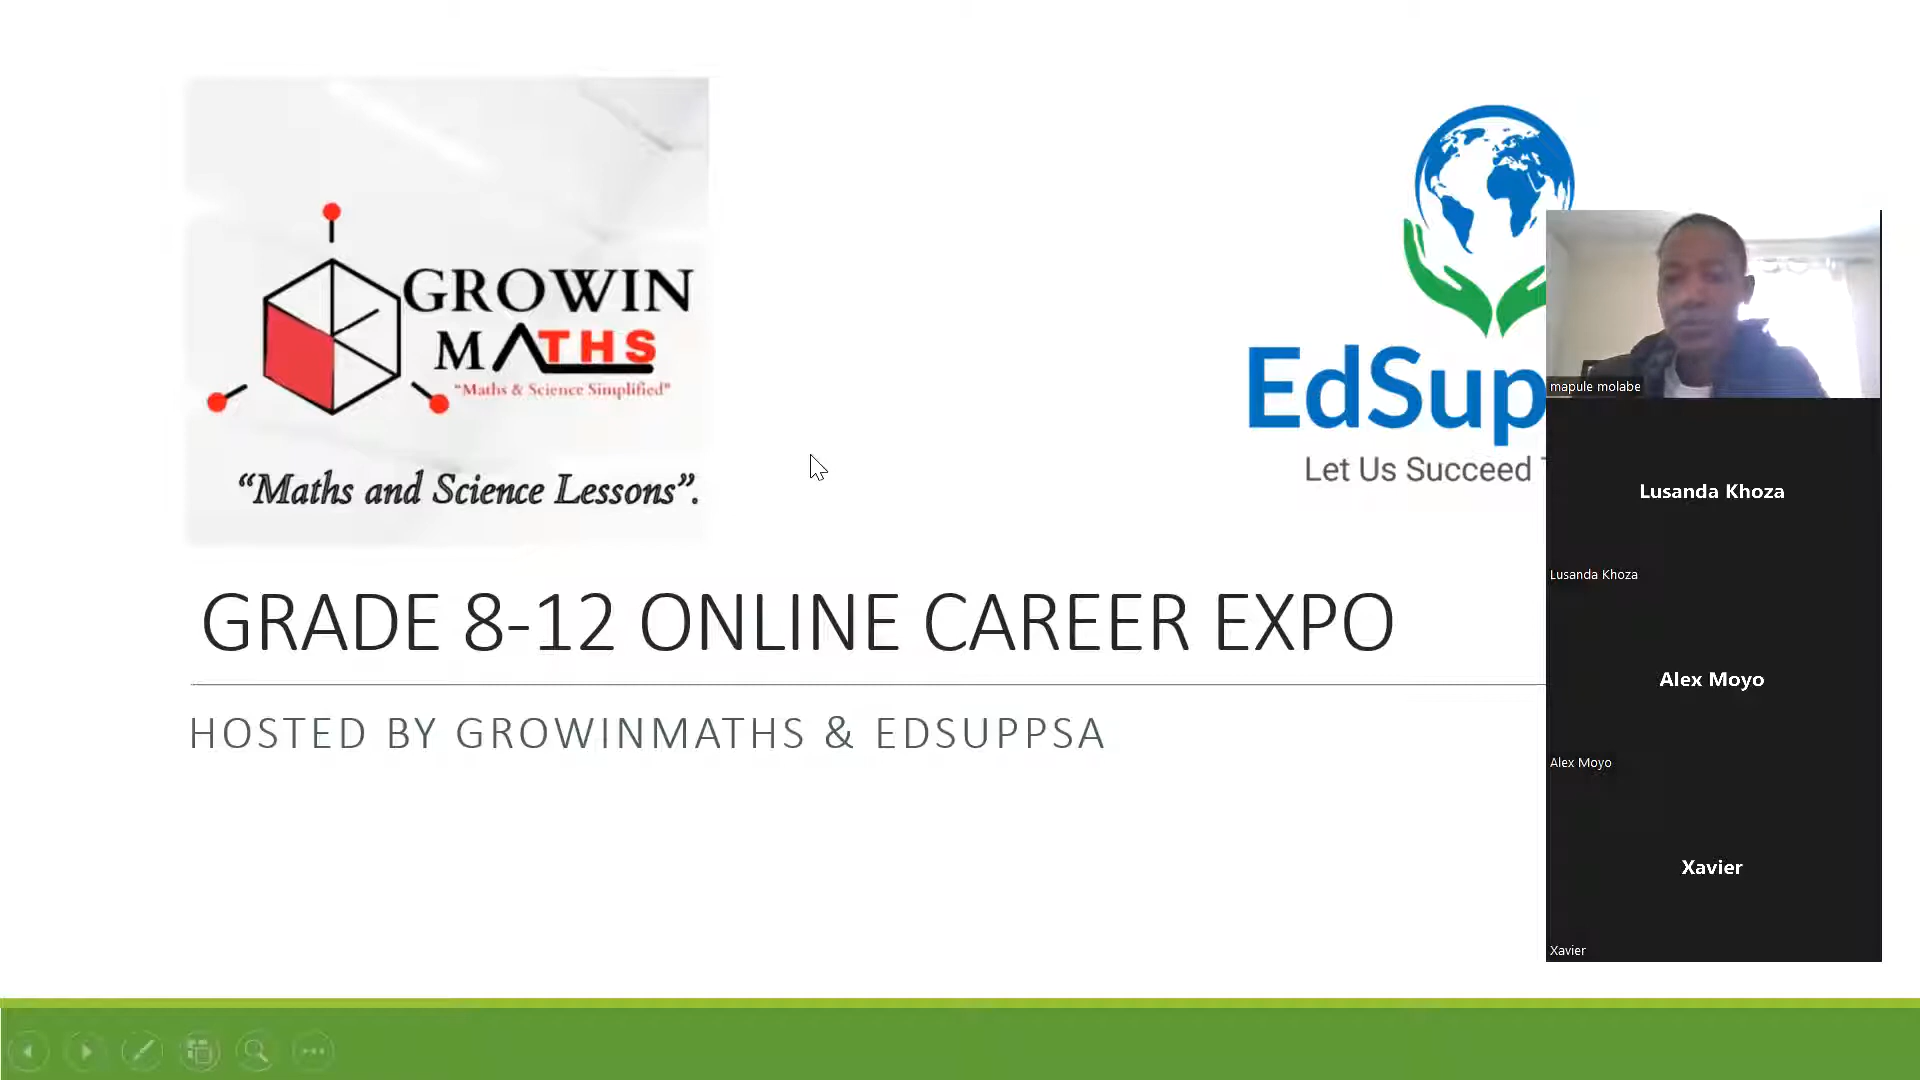 GROWIN
MATHS
"Maths & Science Simplified"
“Maths and Science Lessons”.
EdSupp
Let Us Succeed
GRADE 8-12 ONLINE CAREER EXPO
HOSTED BY GROWINMATHS & EDSUPPSA
mapule molabe
Lusanda Khoza
Lusanda Khoza
Alex Moyo
Alex Moyo
Xavier
Xavier